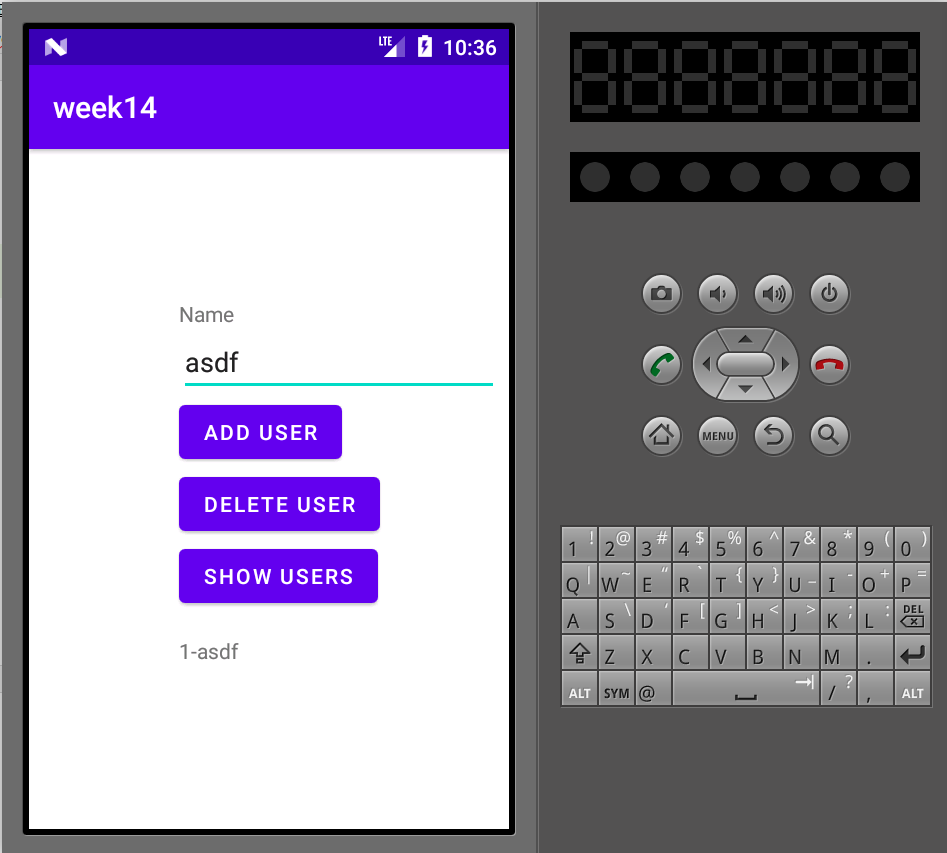 LTE 10:36
week14
Name
asdf
ADD USER
DELETE USER
SHOW USERS
1-asdf
MENU
1 ! 2 @ 3 # 4 $ 5 % 6 ^ 7 & 8 * 9 ( 0 )
Q | W ~ E “ R ` T { Y } U _ I - O + P =
A S \ D ‘ F [ G ] H < J > K ; L : DEL
Z X C V B N M .
ALT SYM @ / ? , ALT